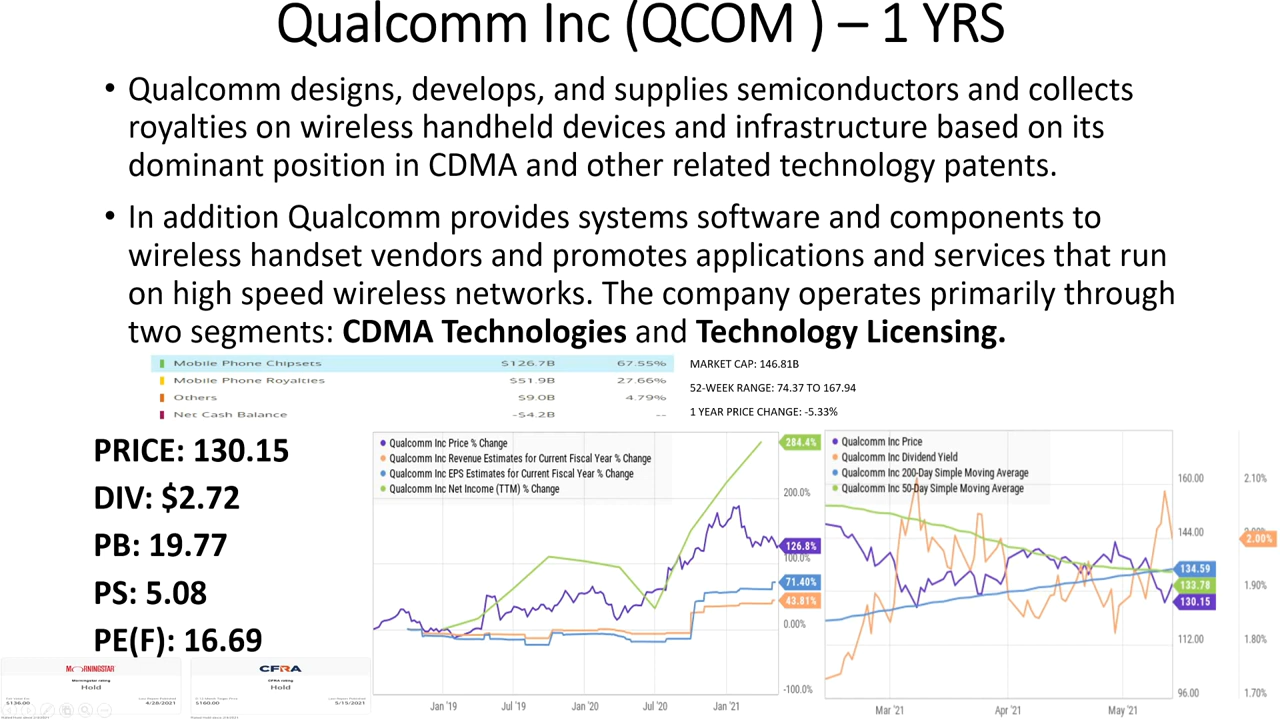 Qualcomm Inc (QCOM ) – 1 YRS
• Qualcomm designs, develops, and supplies semiconductors and collects
royalties on wireless handheld devices and infrastructure based on its
dominant position in CDMA and other related technology patents.
• In addition Qualcomm provides systems software and components to
wireless handset vendors and promotes applications and services that run
on high speed wireless networks. The company operates primarily through
two segments: CDMA Technologies and Technology Licensing.
Mobile Phone Chipsets $126.7B 67.55%
Mobile Phone Royalties $51.9B 27.66%
Others $9.0B 4.79%
Net Cash Balance -$4.2B --
MARKET CAP: 146.81B
52-WEEK RANGE: 74.37 TO 167.94
1 YEAR PRICE CHANGE: -5.33%
PRICE: 130.15
DIV: $2.72
PB: 19.77
PS: 5.08
PE(F): 16.69
MORNINGSTAR
Morningstar rating
Hold
$136.00
4/28/2021
CFRA
CFRA rating
Hold
$160.00
5/15/2021
Qualcomm Inc Price % Change
Qualcomm Inc Revenue Estimates for Current Fiscal Year % Change
Qualcomm Inc EPS Estimates for Current Fiscal Year % Change
Qualcomm Inc Net Income (TTM) % Change
284.4%
200.0%
126.8%
100.0%
71.40%
43.81%
0.00%
-100.0%
Jan '19 Jul '19 Jan '20 Jul '20 Jan '21
Qualcomm Inc Price
Qualcomm Inc Dividend Yield
Qualcomm Inc 200-Day Simple Moving Average
Qualcomm Inc 50-Day Simple Moving Average
160.00 2.10%
144.00 2.00%
2.00%
134.59
133.78 1.90%
130.15
112.00 1.80%
96.00 1.70%
Mar '21 Apr '21 May '21